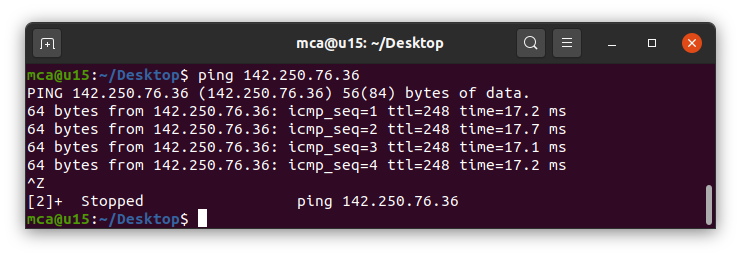 mca@u15: ~/Desktop
mca@u15:~/Desktop$ ping 142.250.76.36
PING 142.250.76.36 (142.250.76.36) 56(84) bytes of data.
64 bytes from 142.250.76.36: icmp_seq=1 ttl=248 time=17.2 ms
64 bytes from 142.250.76.36: icmp_seq=2 ttl=248 time=17.7 ms
64 bytes from 142.250.76.36: icmp_seq=3 ttl=248 time=17.1 ms
64 bytes from 142.250.76.36: icmp_seq=4 ttl=248 time=17.2 ms
^Z
[2]+  Stopped                 ping 142.250.76.36
mca@u15:~/Desktop$